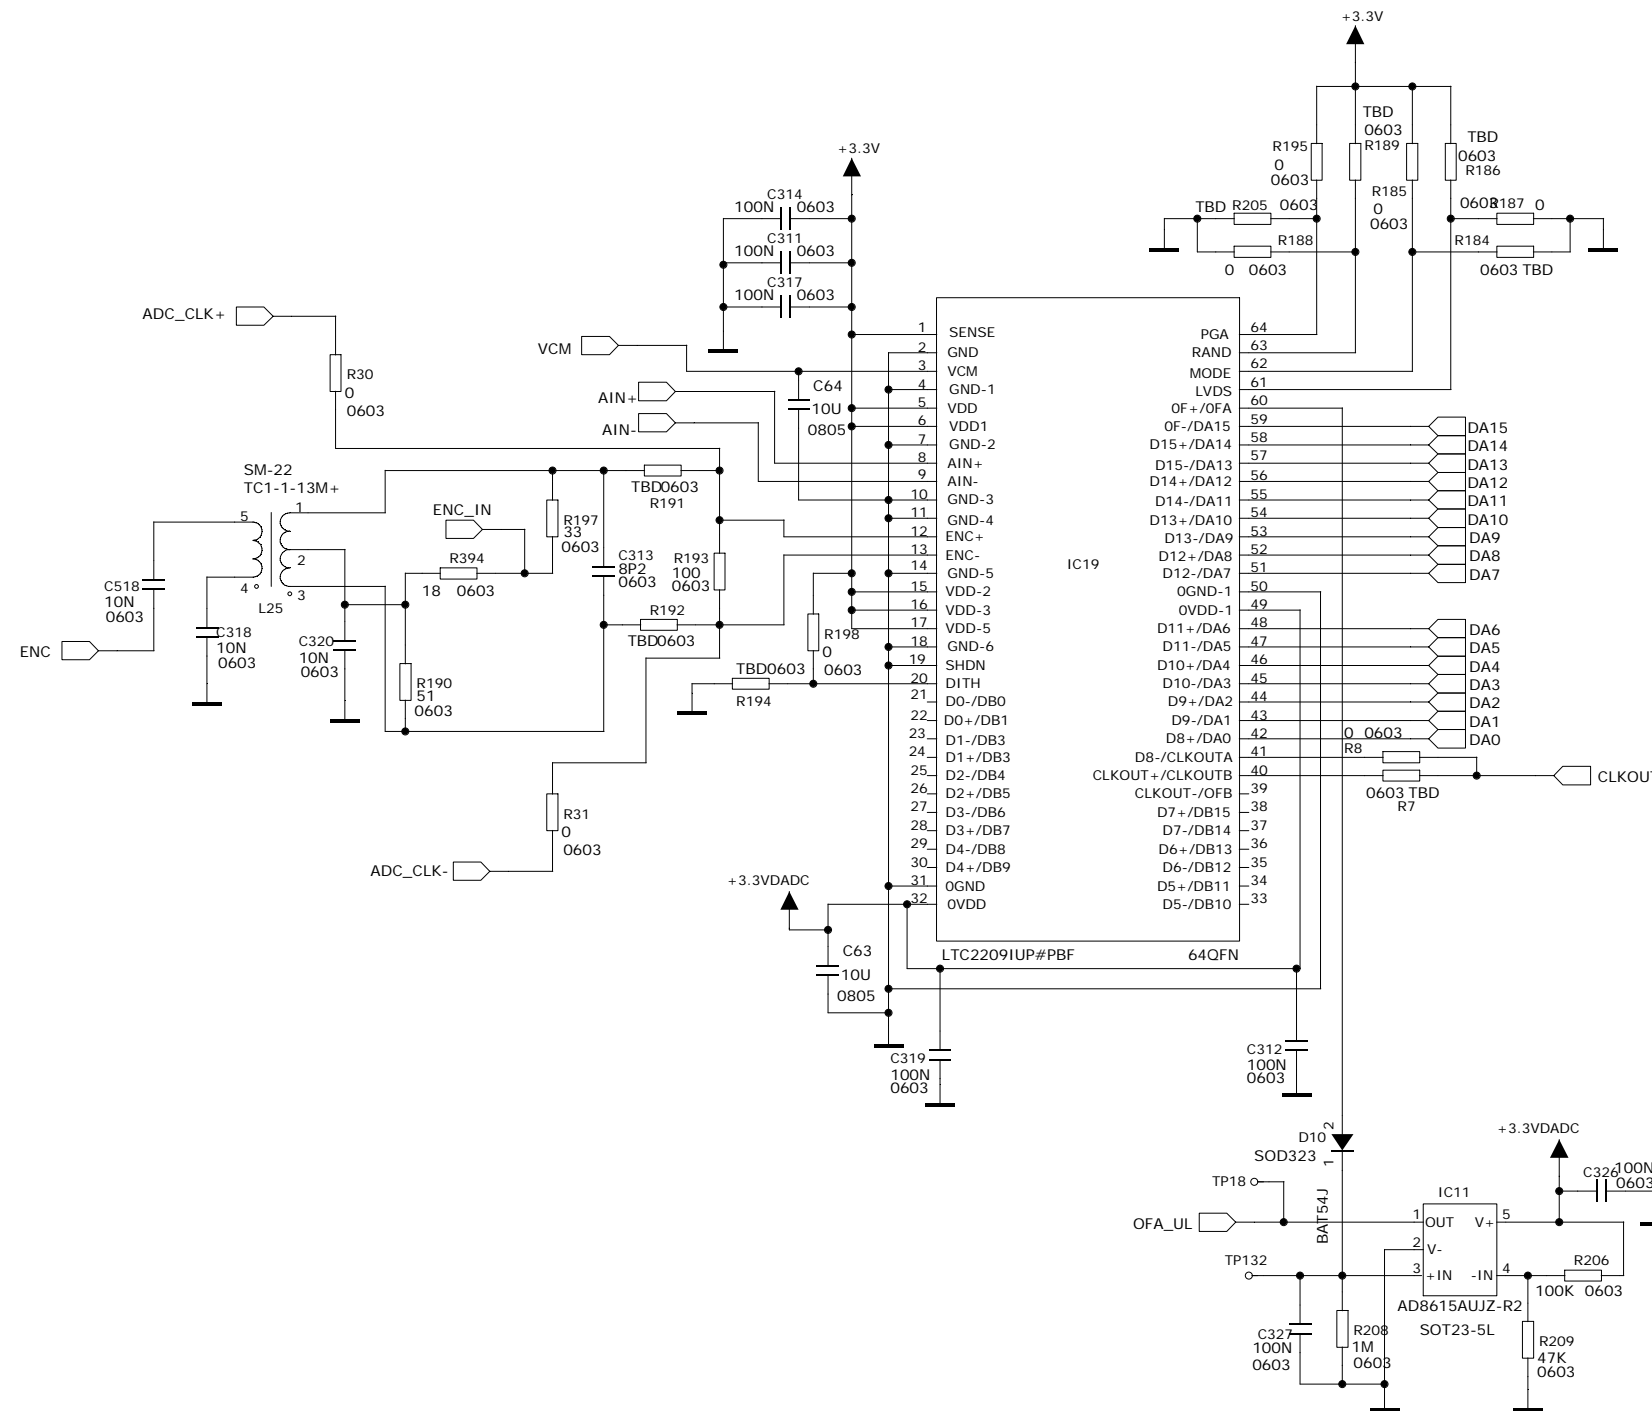 +3.3V
TBD
0603
R189
TBD
0603
R186
R195
0
0603
R185
0
0603
TBD R205 0603
R188
0 0603
0603 R187 0
R184
0603 TBD
+3.3V
C314
100N 0603
C311
100N 0603
C317
100N 0603
ADC_CLK+
R30
0
0603
VCM
AIN+
AIN-
C64
10U
0805
1 SENSE
2 GND
3 VCM
4 GND-1
5 VDD
6 VDD1
7 GND-2
8 AIN+
9 AIN-
10 GND-3
11 GND-4
12 ENC+
13 ENC-
14 GND-5
15 VDD-2
16 VDD-3
17 VDD-5
18 GND-6
19 SHDN
20 DITH
21 D0-/DB0
22 D0+/DB1
23 D1-/DB3
24 D1+/DB3
25 D2-/DB4
26 D2+/DB5
27 D3-/DB6
28 D3+/DB7
29 D4-/DB8
30 D4+/DB9
31 0GND
32 0VDD
IC19
PGA 64
RAND 63
MODE 62
LVDS 61
0F+/0FA 60
0F-/DA15 59
D15+/DA14 58
D15-/DA13 57
D14+/DA12 56
D14-/DA11 55
D13+/DA10 54
D13-/DA9 53
D12+/DA8 52
D12-/DA7 51
0GND-1 50
0VDD-1 49
D11+/DA6 48
D11-/DA5 47
D10+/DA4 46
D10-/DA3 45
D9+/DA2 44
D9-/DA1 43
D8+/DA0 42
D8-/CLKOUTA 41
CLKOUT+/CLKOUTB 40
CLKOUT-/OFB 39
D7+/DB15 38
D7-/DB14 37
D6+/DB13 36
D6-/DB12 35
D5+/DB11 34
D5-/DB10 33
LTC2209IUP#PBF 64QFN
DA15
DA14
DA13
DA12
DA11
DA10
DA9
DA8
DA7
DA6
DA5
DA4
DA3
DA2
DA1
DA0
0 0603
R8
0603 TBD
R7
CLKOUT
SM-22
TC1-1-13M+
5
4
1
2
3
L25
ENC_IN
R394
18 0603
R197
33
0603
C313
8P2
0603
TBD0603
R191
R193
100
0603
R192
TBD0603
C518
10N
0603
C318
10N
0603
C320
10N
0603
R190
51
0603
ENC
R198
0
0603
TBD0603
R194
R31
0
0603
ADC_CLK-
+3.3VDADC
C63
10U
0805
C319
100N
0603
C312
100N
0603
D10
SOD323
2
1
BAT54J
TP18
OFA_UL
TP132
+3.3VDADC
C326 100N
0603
IC11
1 OUT
2 V-
3 +IN
V+ 5
-IN 4
AD8615AUJZ-R2
SOT23-5L
R206
100K 0603
C327
100N
0603
R208
1M
0603
R209
47K
0603